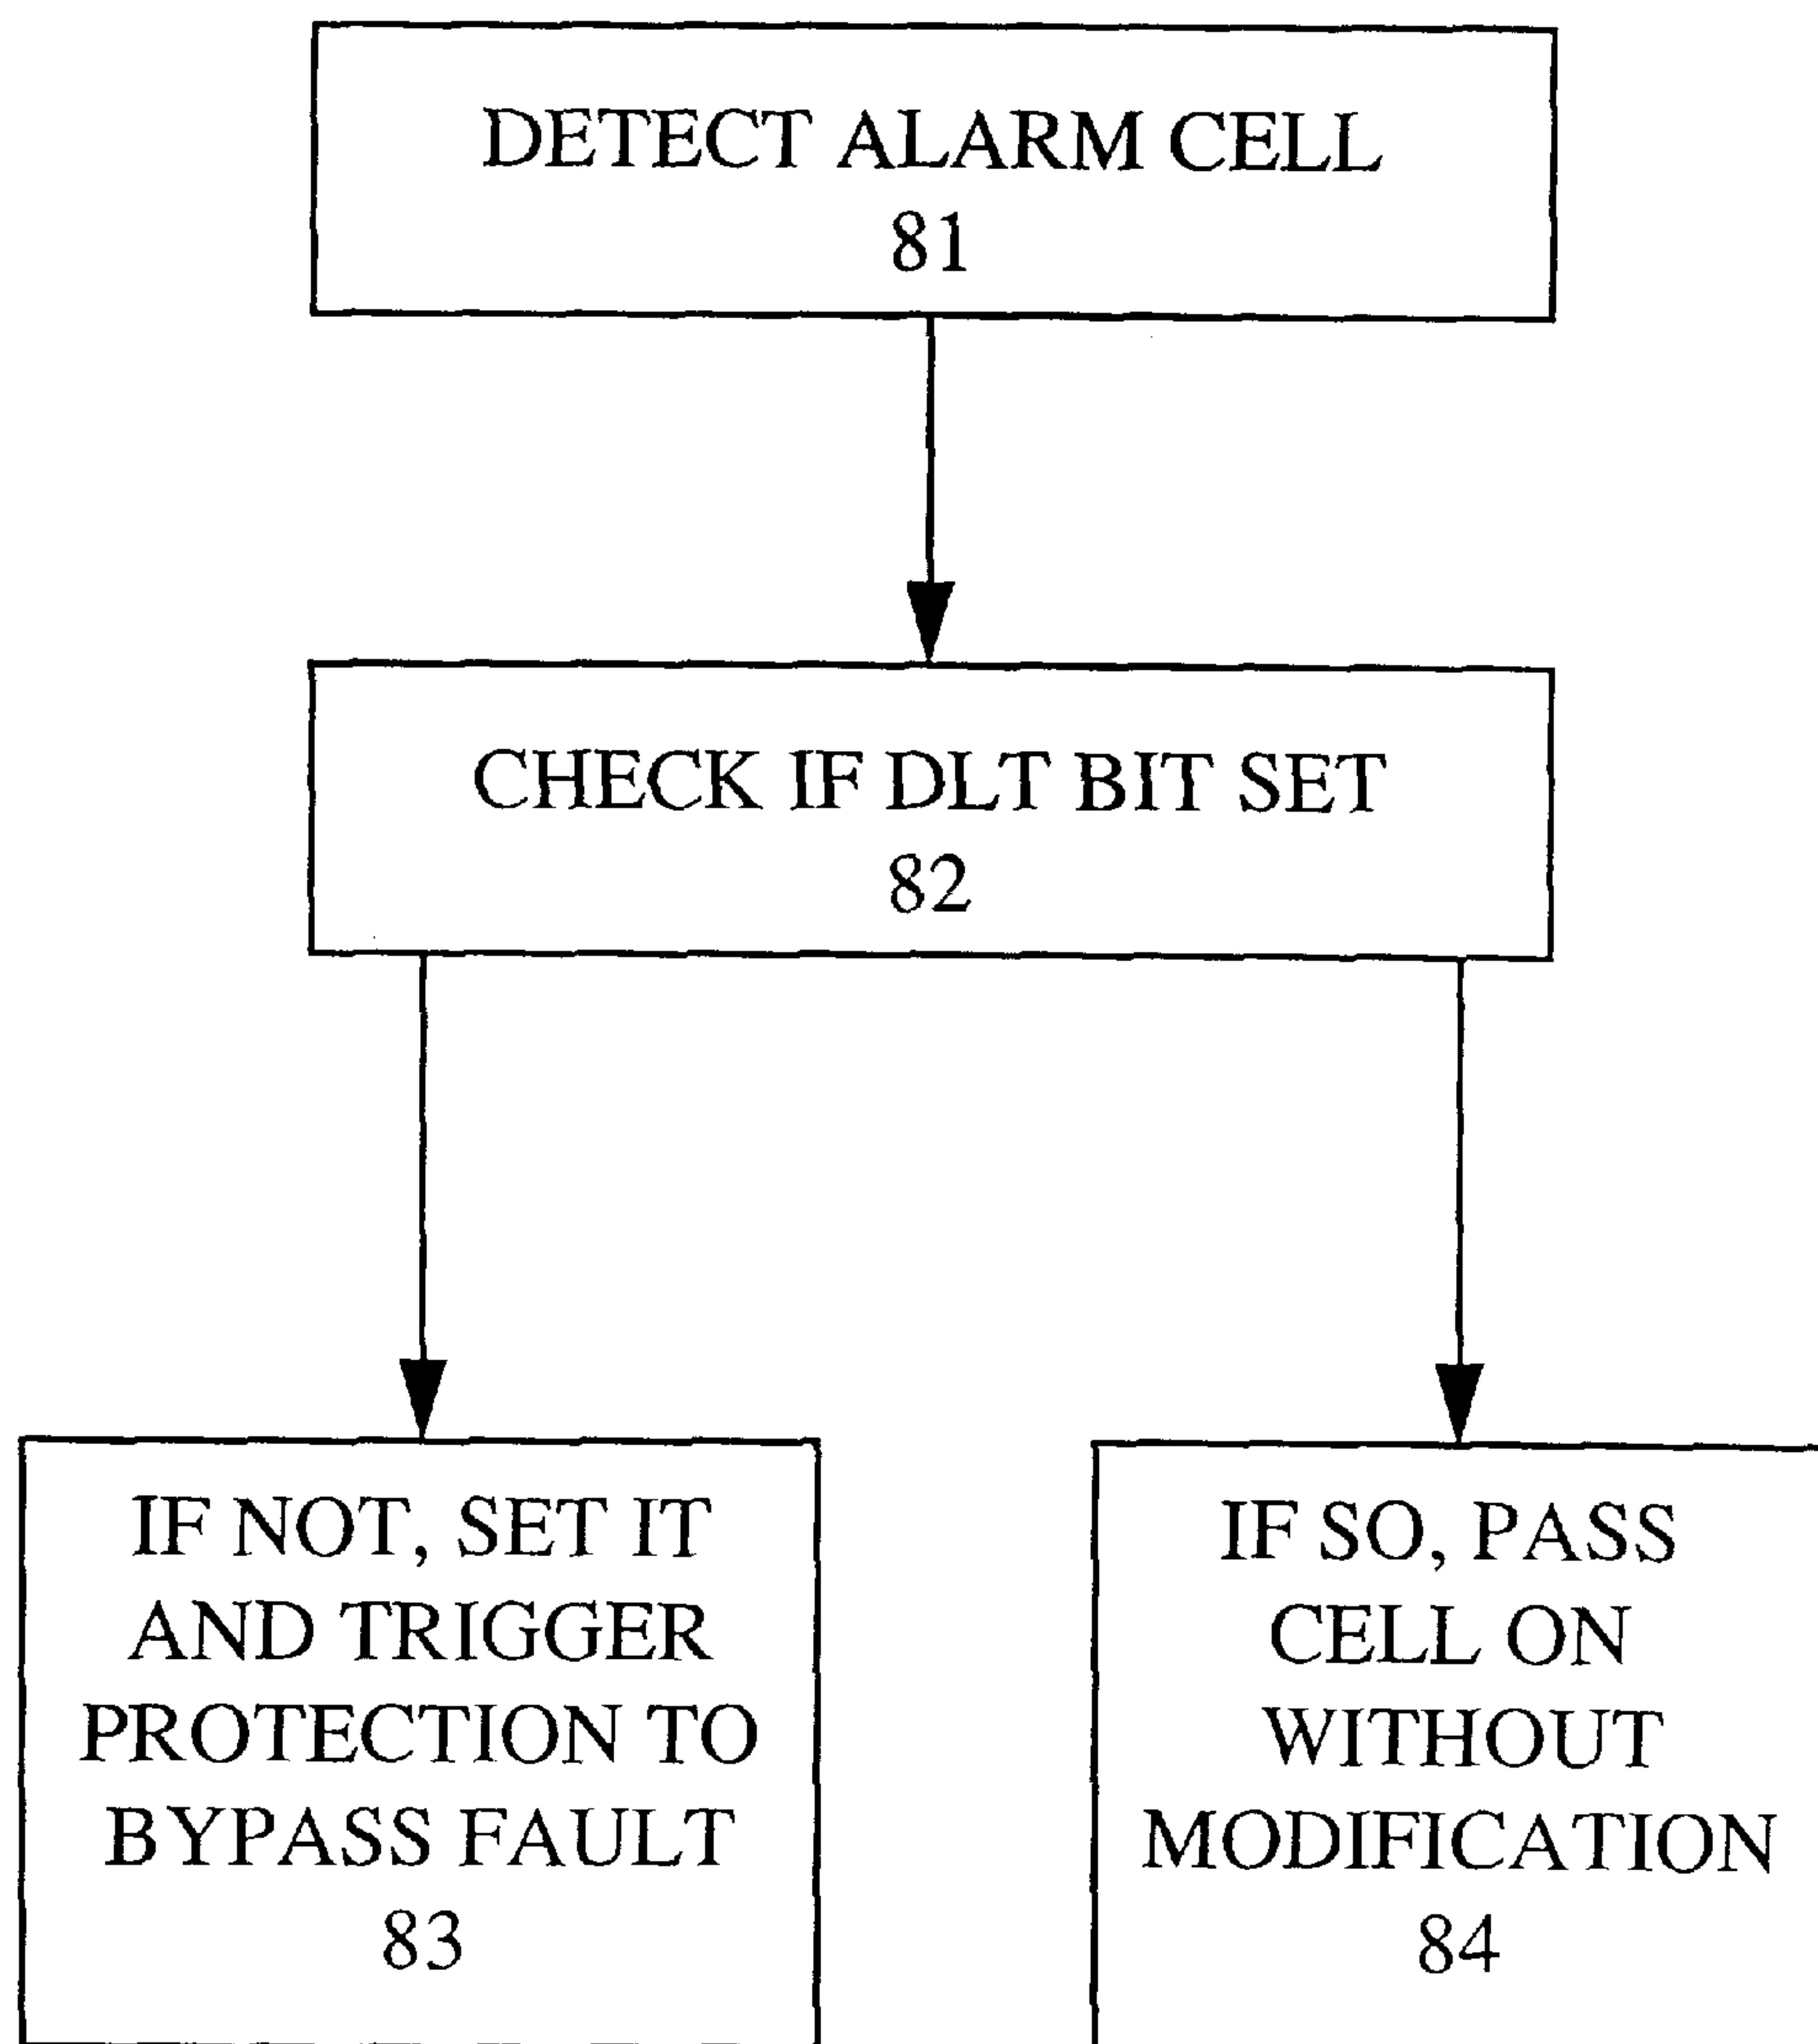 DETECT ALARM CELL
81
CHECK IF DLT BIT SET
82
IF NOT, SET IT
AND TRIGGER
PROTECTION TO
BYPASS FAULT
83
IF SO, PASS
CELL ON
WITHOUT
MODIFICATION
84